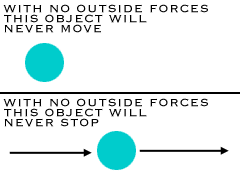 WITH NO OUTSIDE FORCES
THIS OBJECT WILL
NEVER MOVE
WITH NO OUTSIDE FORCES
THIS OBJECT WILL
NEVER STOP